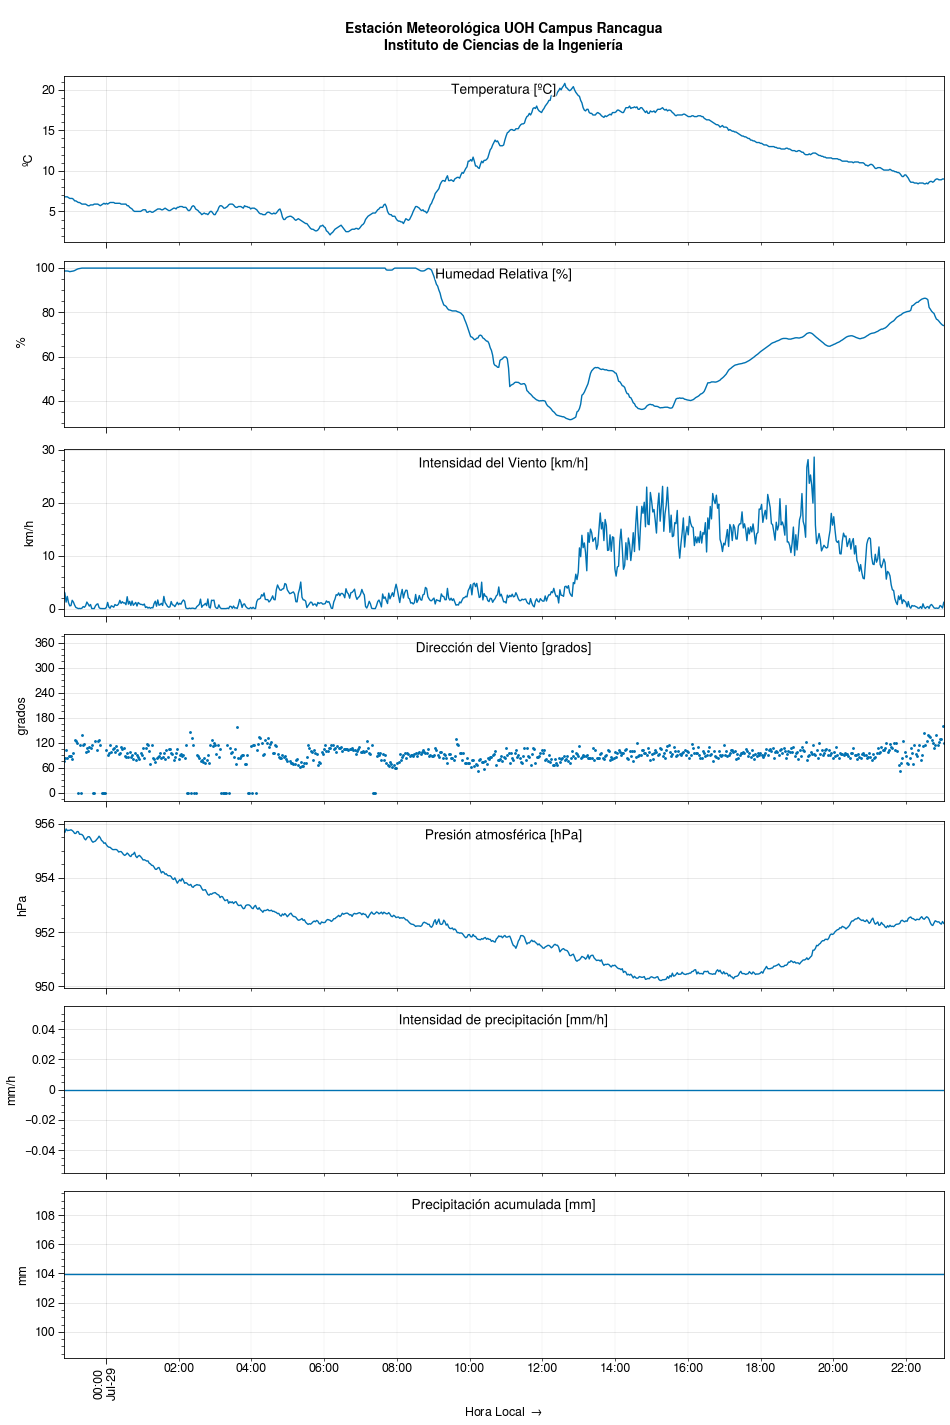 Estación Meteorológica UOH Campus Rancagua
Instituto de Ciencias de la Ingeniería
Temperatura [ºC]
20
15
10
5
ºC
Humedad Relativa [%]
100
80
60
40
%
Intensidad del Viento [km/h]
30
20
10
0
km/h
Dirección del Viento [grados]
360
300
240
180
120
60
0
grados
Presión atmosférica [hPa]
956
954
952
950
hPa
Intensidad de precipitación [mm/h]
0.04
0.02
0
−0.02
−0.04
mm/h
Precipitación acumulada [mm]
108
106
104
102
100
mm
00:00
Jul-29
02:00 04:00 06:00 08:00 10:00 12:00 14:00 16:00 18:00 20:00 22:00
Hora Local →